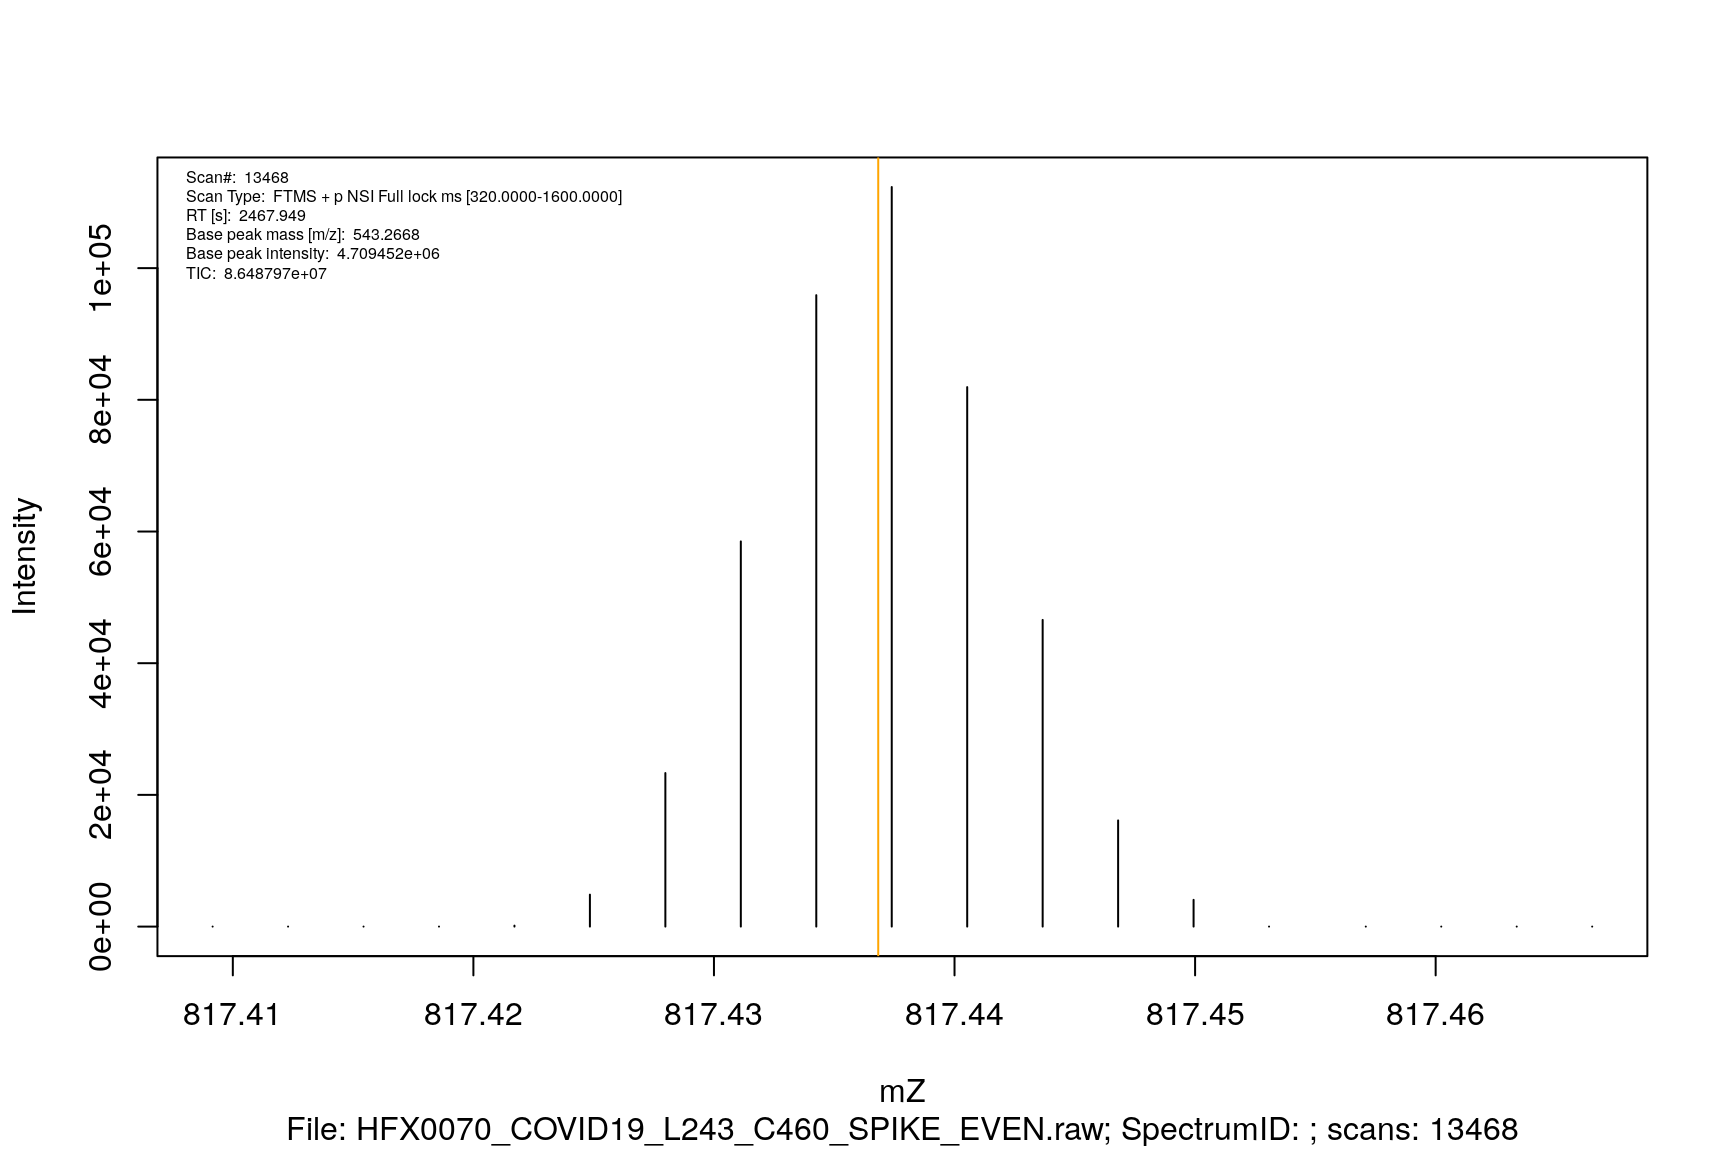 Scan#: 13468
Scan Type: FTMS + p NSI Full lock ms [320.0000-1600.0000]
RT [s]: 2467.949
Base peak mass [m/z]: 543.2668
Base peak intensity: 4.709452e+06
TIC: 8.648797e+07
Intensity
1e+05
8e+04
6e+04
4e+04
2e+04
0e+00
817.41 817.42 817.43 817.44 817.45 817.46
mZ
File: HFX0070_COVID19_L243_C460_SPIKE_EVEN.raw; SpectrumID: ; scans: 13468